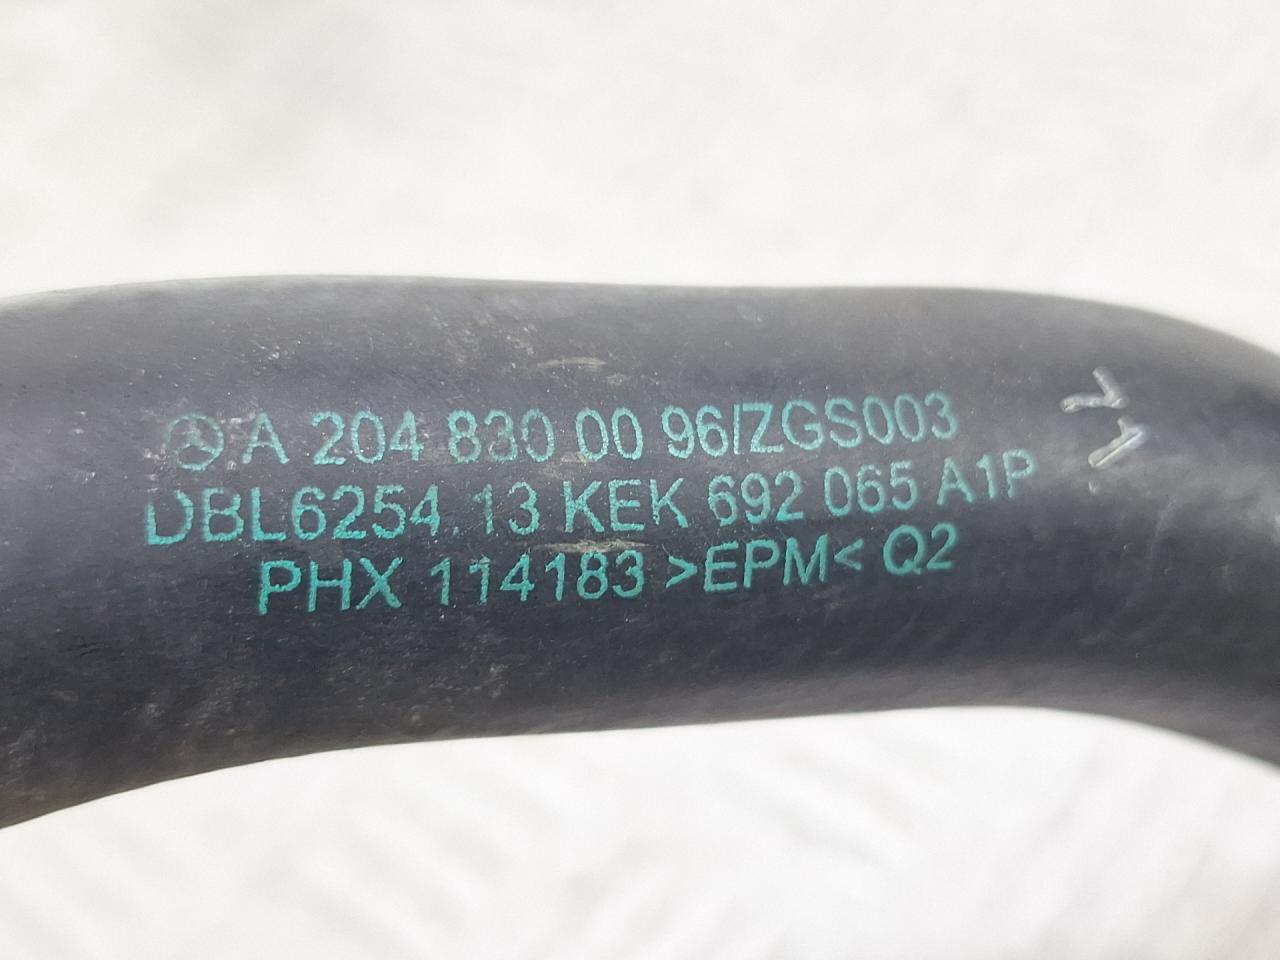 A 204 830 00 96/ZGS003
DBL6254.13 KEK 692 065 A1P
PHX 114183 >EPM< Q2